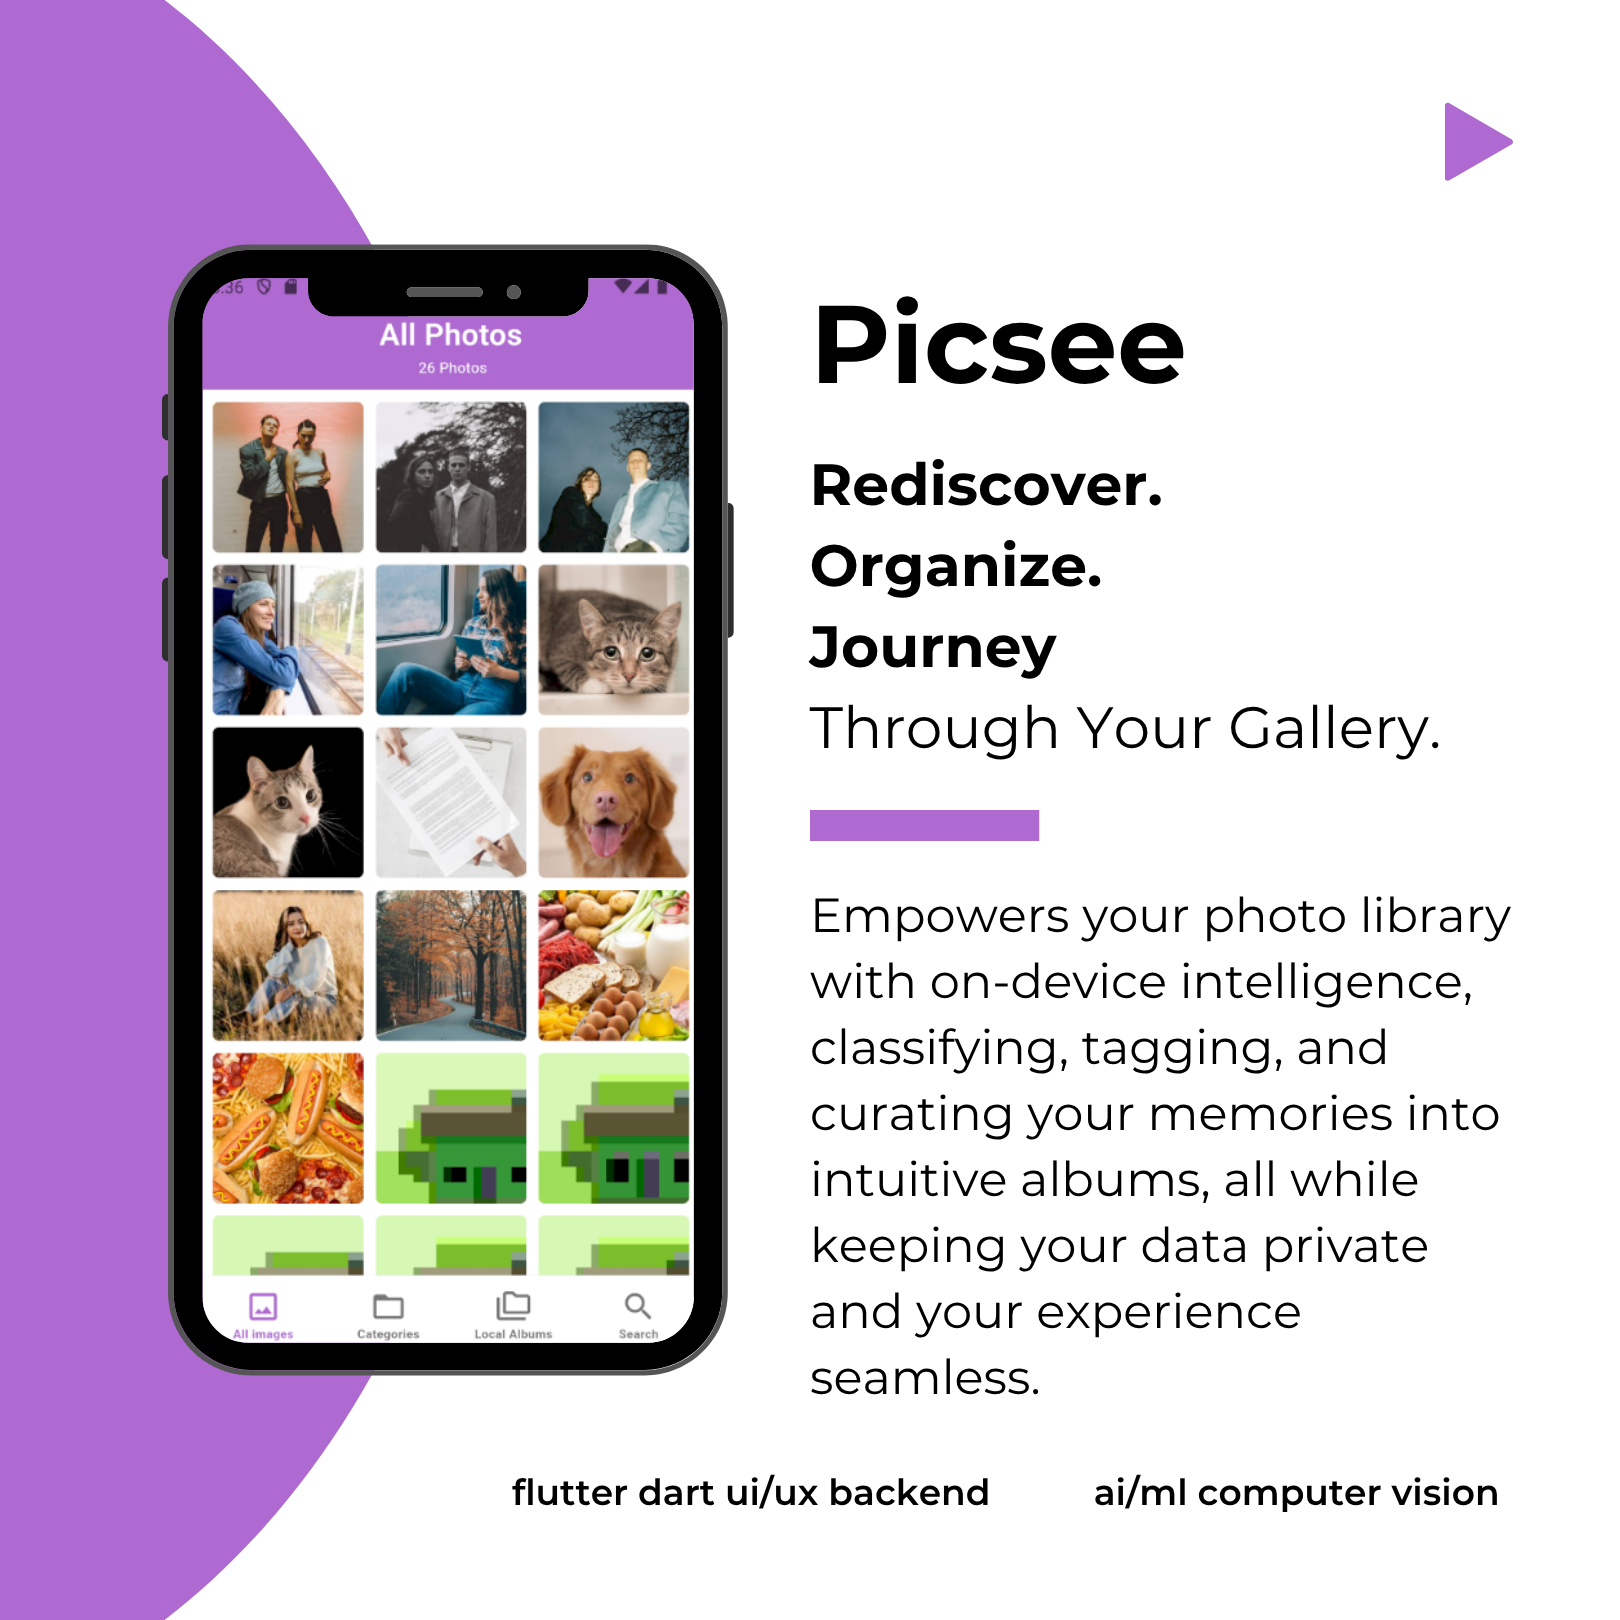 :36
All Photos
26 Photos
All images
Categories
Local Albums
Search
Picsee
Rediscover.
Organize.
Journey
Through Your Gallery.
Empowers your photo library
with on-device intelligence,
classifying, tagging, and
curating your memories into
intuitive albums, all while
keeping your data private
and your experience
seamless.
flutter dart ui/ux backend
ai/ml computer vision